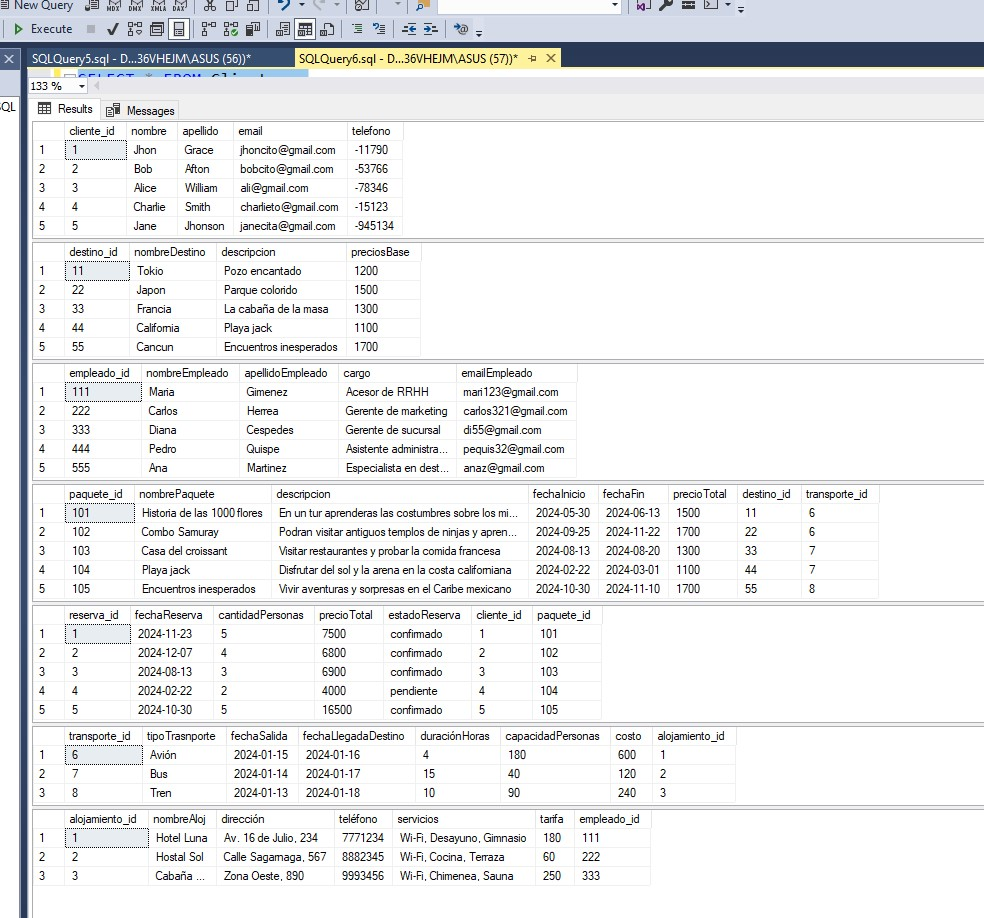 New Query MDX DMX XMLA DAX
Execute
SQLQuery5.sql - D...36VHEJM\ASUS (56))* SQLQuery6.sql - D...36VHEJM\ASUS (57))*
SELECT * FROM
133 %
SQL
Results Messages
cliente_id nombre apellido email telefono
1 1 Jhon Grace jhoncito@gmail.com -11790
2 2 Bob Afton bobcito@gmail.com -53766
3 3 Alice William ali@gmail.com -78346
4 4 Charlie Smith charlieto@gmail.com -15123
5 5 Jane Jhonson janecita@gmail.com -945134
destino_id nombreDestino descripcion preciosBase
1 11 Tokio Pozo encantado 1200
2 22 Japon Parque colorido 1500
3 33 Francia La cabaña de la masa 1300
4 44 California Playa jack 1100
5 55 Cancun Encuentros inesperados 1700
empleado_id nombreEmpleado apellidoEmpleado cargo emailEmpleado
1 111 Maria Gimenez Acesor de RRHH mari123@gmail.com
2 222 Carlos Herrea Gerente de marketing carlos321@gmail.com
3 333 Diana Cespedes Gerente de sucursal di55@gmail.com
4 444 Pedro Quispe Asistente administra... pequis32@gmail.com
5 555 Ana Martinez Especialista en dest... anaz@gmail.com
paquete_id nombrePaquete descripcion fechaInicio fechaFin precioTotal destino_id transporte_id
1 101 Historia de las 1000 flores En un tur aprenderas las costumbres sobre los mi... 2024-05-30 2024-06-13 1500 11 6
2 102 Combo Samuray Podran visitar antiguos templos de ninjas y apren... 2024-09-25 2024-11-22 1700 22 6
3 103 Casa del croissant Visitar restaurantes y probar la comida francesa 2024-08-13 2024-08-20 1300 33 7
4 104 Playa jack Disfrutar del sol y la arena en la costa californiana 2024-02-22 2024-03-01 1100 44 7
5 105 Encuentros inesperados Vivir aventuras y sorpresas en el Caribe mexicano 2024-10-30 2024-11-10 1700 55 8
reserva_id fechaReserva cantidadPersonas precioTotal estadoReserva cliente_id paquete_id
1 1 2024-11-23 5 7500 confirmado 1 101
2 2 2024-12-07 4 6800 confirmado 2 102
3 3 2024-08-13 3 6900 confirmado 3 103
4 4 2024-02-22 2 4000 pendiente 4 104
5 5 2024-10-30 5 16500 confirmado 5 105
transporte_id tipoTrasnporte fechaSalida fechaLlegadaDestino duraciónHoras capacidadPersonas costo alojamiento_id
1 6 Avión 2024-01-15 2024-01-16 4 180 600 1
2 7 Bus 2024-01-14 2024-01-17 15 40 120 2
3 8 Tren 2024-01-13 2024-01-18 10 90 240 3
alojamiento_id nombreAloj dirección teléfono servicios tarifa empleado_id
1 1 Hotel Luna Av. 16 de Julio, 234 7771234 Wi-Fi, Desayuno, Gimnasio 180 111
2 2 Hostal Sol Calle Sagarnaga, 567 8882345 Wi-Fi, Cocina, Terraza 60 222
3 3 Cabaña ... Zona Oeste, 890 9993456 Wi-Fi, Chimenea, Sauna 250 333